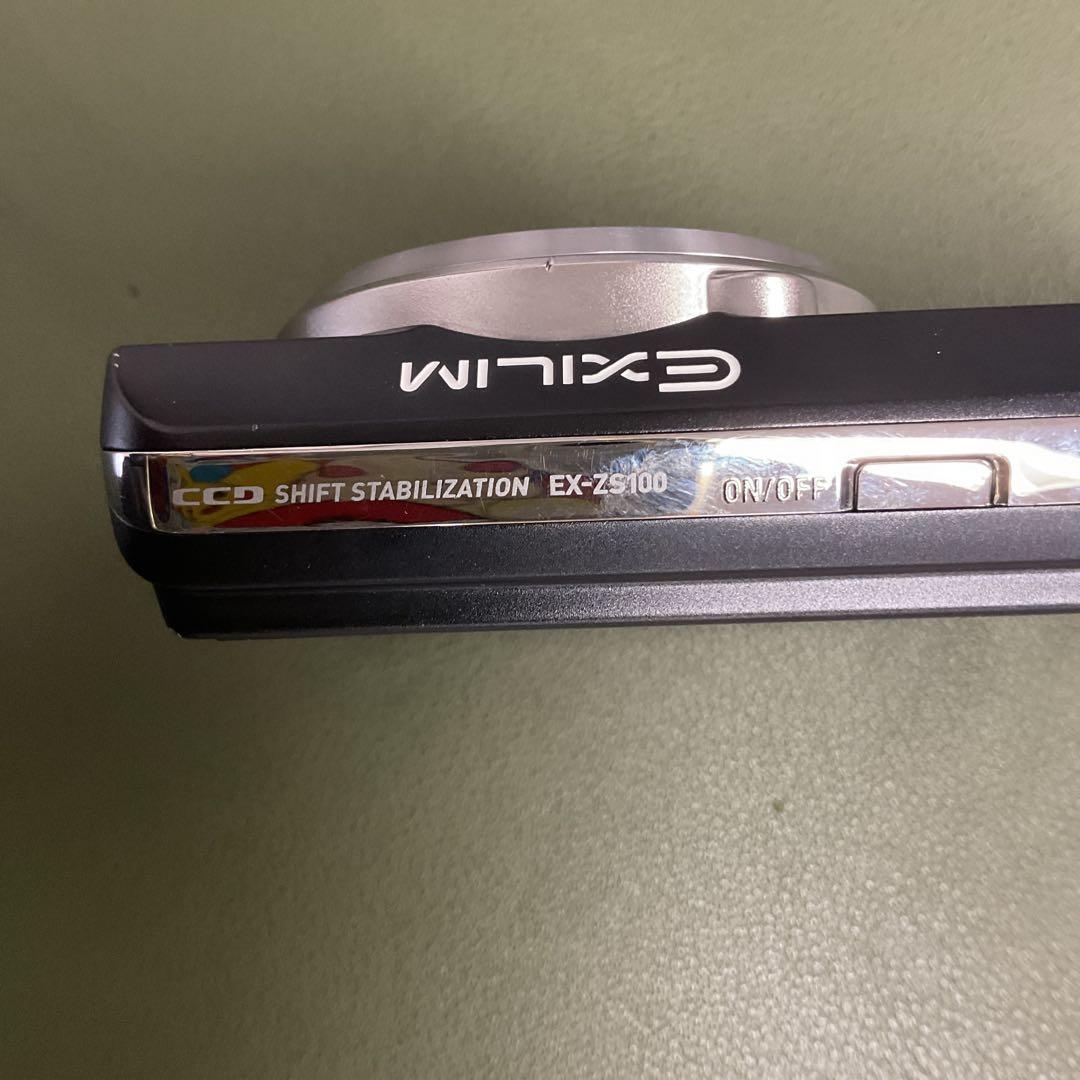 EXILIM
CCD SHIFT STABILIZATION EX-ZS100 ON/OFF